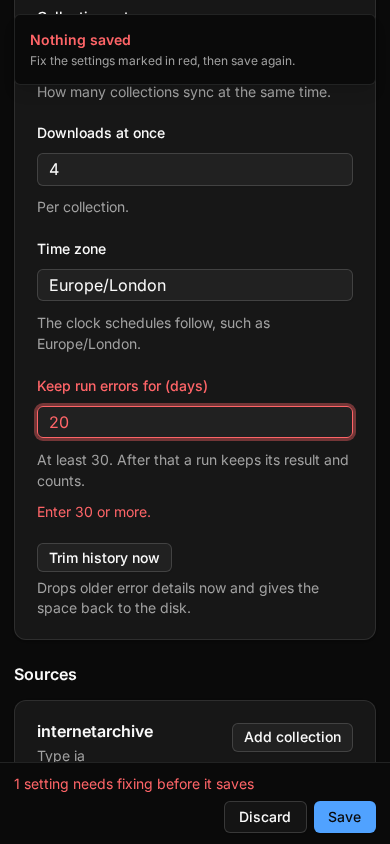 Nothing saved
Fix the settings marked in red, then save again.
How many collections sync at the same time.
Downloads at once
4
Per collection.
Time zone
Europe/London
The clock schedules follow, such as
Europe/London.
Keep run errors for (days)
20
At least 30. After that a run keeps its result and
counts.
Enter 30 or more.
Trim history now
Drops older error details now and gives the
space back to the disk.
Sources
internetarchive
Add collection
Type ia
1 setting needs fixing before it saves
Discard
Save